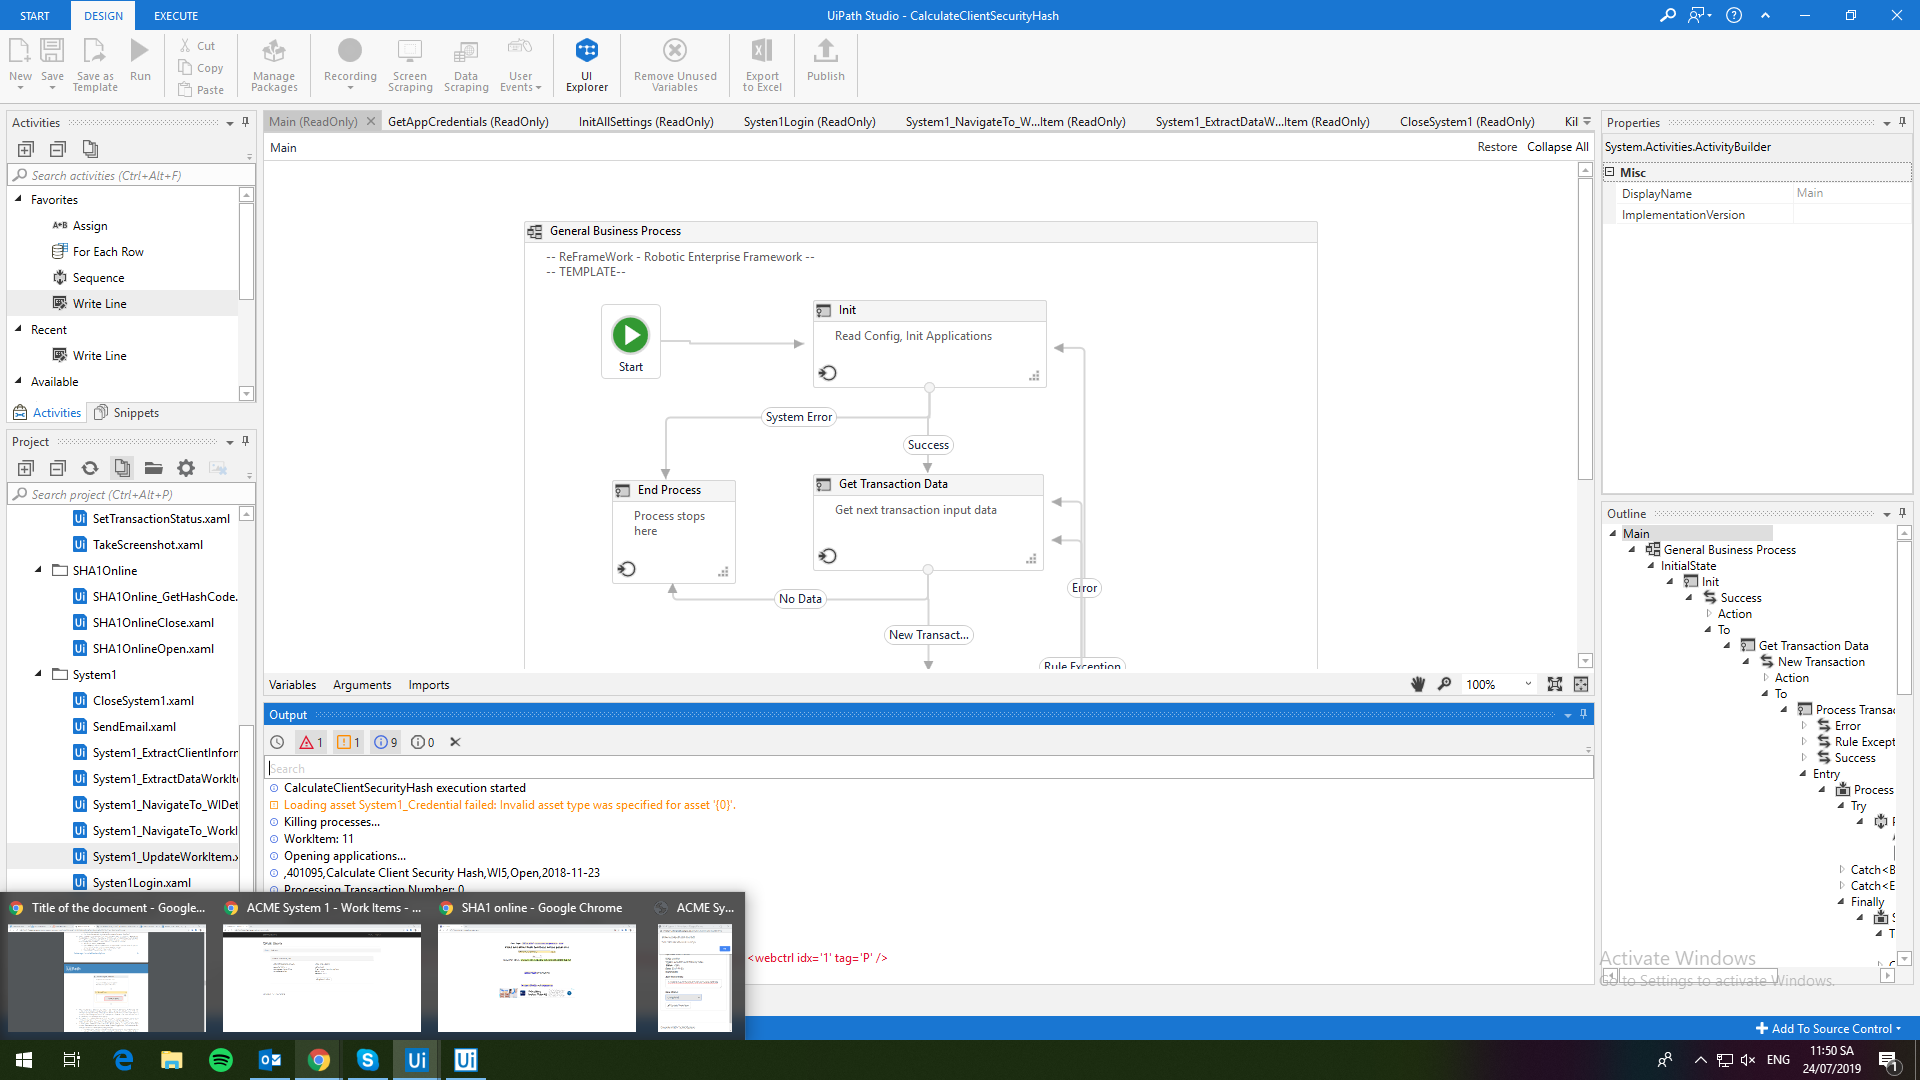 START
DESIGN
EXECUTE
UiPath Studio - CalculateClientSecurityHash
New
Save
Save as
Template
Run
Cut
Copy
Paste
Manage
Packages
Recording
Screen
Scraping
Data
Scraping
User
Events
UI
Explorer
Remove Unused
Variables
Export
to Excel
Publish
Activities
Search activities (Ctrl+Alt+F)
Favorites
Assign
For Each Row
Sequence
Write Line
Recent
Write Line
Available
Activities
Snippets
Project
Search project (Ctrl+Alt+P)
SetTransactionStatus.xaml
TakeScreenshot.xaml
SHA1Online
SHA1Online_GetHashCode.
SHA1OnlineClose.xaml
SHA1OnlineOpen.xaml
System1
CloseSystem1.xaml
SendEmail.xaml
System1_ExtractClientInforn
System1_ExtractDataWorkIte
System1_NavigateTo_WIDet
System1_NavigateTo_WorkI
System1_UpdateWorkItem.x
Systen1Login.xaml
Main (ReadOnly)
GetAppCredentials (ReadOnly)
InitAllSettings (ReadOnly)
Systen1Login (ReadOnly)
System1_NavigateTo_W...Item (ReadOnly)
System1_ExtractDataW...Item (ReadOnly)
CloseSystem1 (ReadOnly)
Kil
Main
Restore
Collapse All
General Business Process
-- ReFrameWork - Robotic Enterprise Framework --
-- TEMPLATE--
Start
Init
Read Config, Init Applications
System Error
Success
End Process
Process stops
here
Get Transaction Data
Get next transaction input data
No Data
Error
New Transact...
Rule Exception
Variables
Arguments
Imports
100%
Output
1
1
9
0
Search
CalculateClientSecurityHash execution started
Loading asset System1_Credential failed: Invalid asset type was specified for asset '{0}'.
Killing processes...
WorkItem: 11
Opening applications...
,401095,Calculate Client Security Hash,WI5,Open,2018-11-23
Processing Transaction Number: 0
<webctrl idx='1' tag='P' />
Properties
System.Activities.ActivityBuilder
Misc
DisplayName
Main
ImplementationVersion
Outline
Main
General Business Process
InitialState
Init
Success
Action
To
Get Transaction Data
New Transaction
Action
To
Process Transac
Error
Rule Except
Success
Entry
Process
Try
Catch<B
Catch<E
Finally
Activate Windows
Go to Settings to activate Windows.
Title of the document - Google...
ACME System 1 - Work Items - ...
SHA1 online - Google Chrome
ACME Sy...
Add To Source Control
ENG
11:50 SA
24/07/2019
1